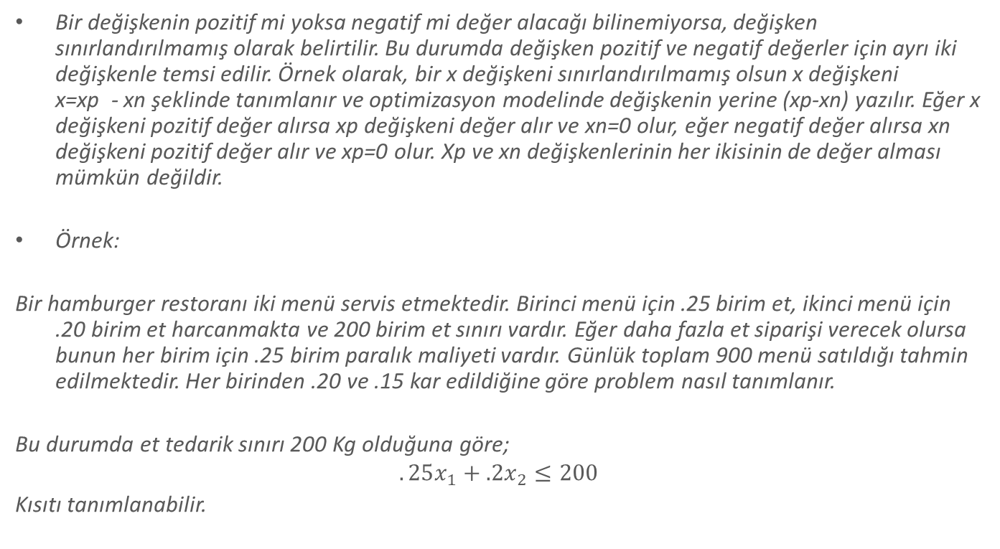 • Bir değişkenin pozitif mi yoksa negatif mi değer alacağı bilinemiyorsa, değişken
sınırlandırılmamış olarak belirtilir. Bu durumda değişken pozitif ve negatif değerler için ayrı iki
değişkenle temsi edilir. Örnek olarak, bir x değişkeni sınırlandırılmamış olsun x değişkeni
x=xp - xn şeklinde tanımlanır ve optimizasyon modelinde değişkenin yerine (xp-xn) yazılır. Eğer x
değişkeni pozitif değer alırsa xp değişkeni değer alır ve xn=0 olur, eğer negatif değer alırsa xn
değişkeni pozitif değer alır ve xp=0 olur. Xp ve xn değişkenlerinin her ikisinin de değer alması
mümkün değildir.
• Örnek:
Bir hamburger restoranı iki menü servis etmektedir. Birinci menü için .25 birim et, ikinci menü için
.20 birim et harcanmakta ve 200 birim et sınırı vardır. Eğer daha fazla et siparişi verecek olursa
bunun her birim için .25 birim paralık maliyeti vardır. Günlük toplam 900 menü satıldığı tahmin
edilmektedir. Her birinden .20 ve .15 kar edildiğine göre problem nasıl tanımlanır.
Bu durumda et tedarik sınırı 200 Kg olduğuna göre;
.25x₁ + .2x₂ ≤ 200
Kısıtı tanımlanabilir.